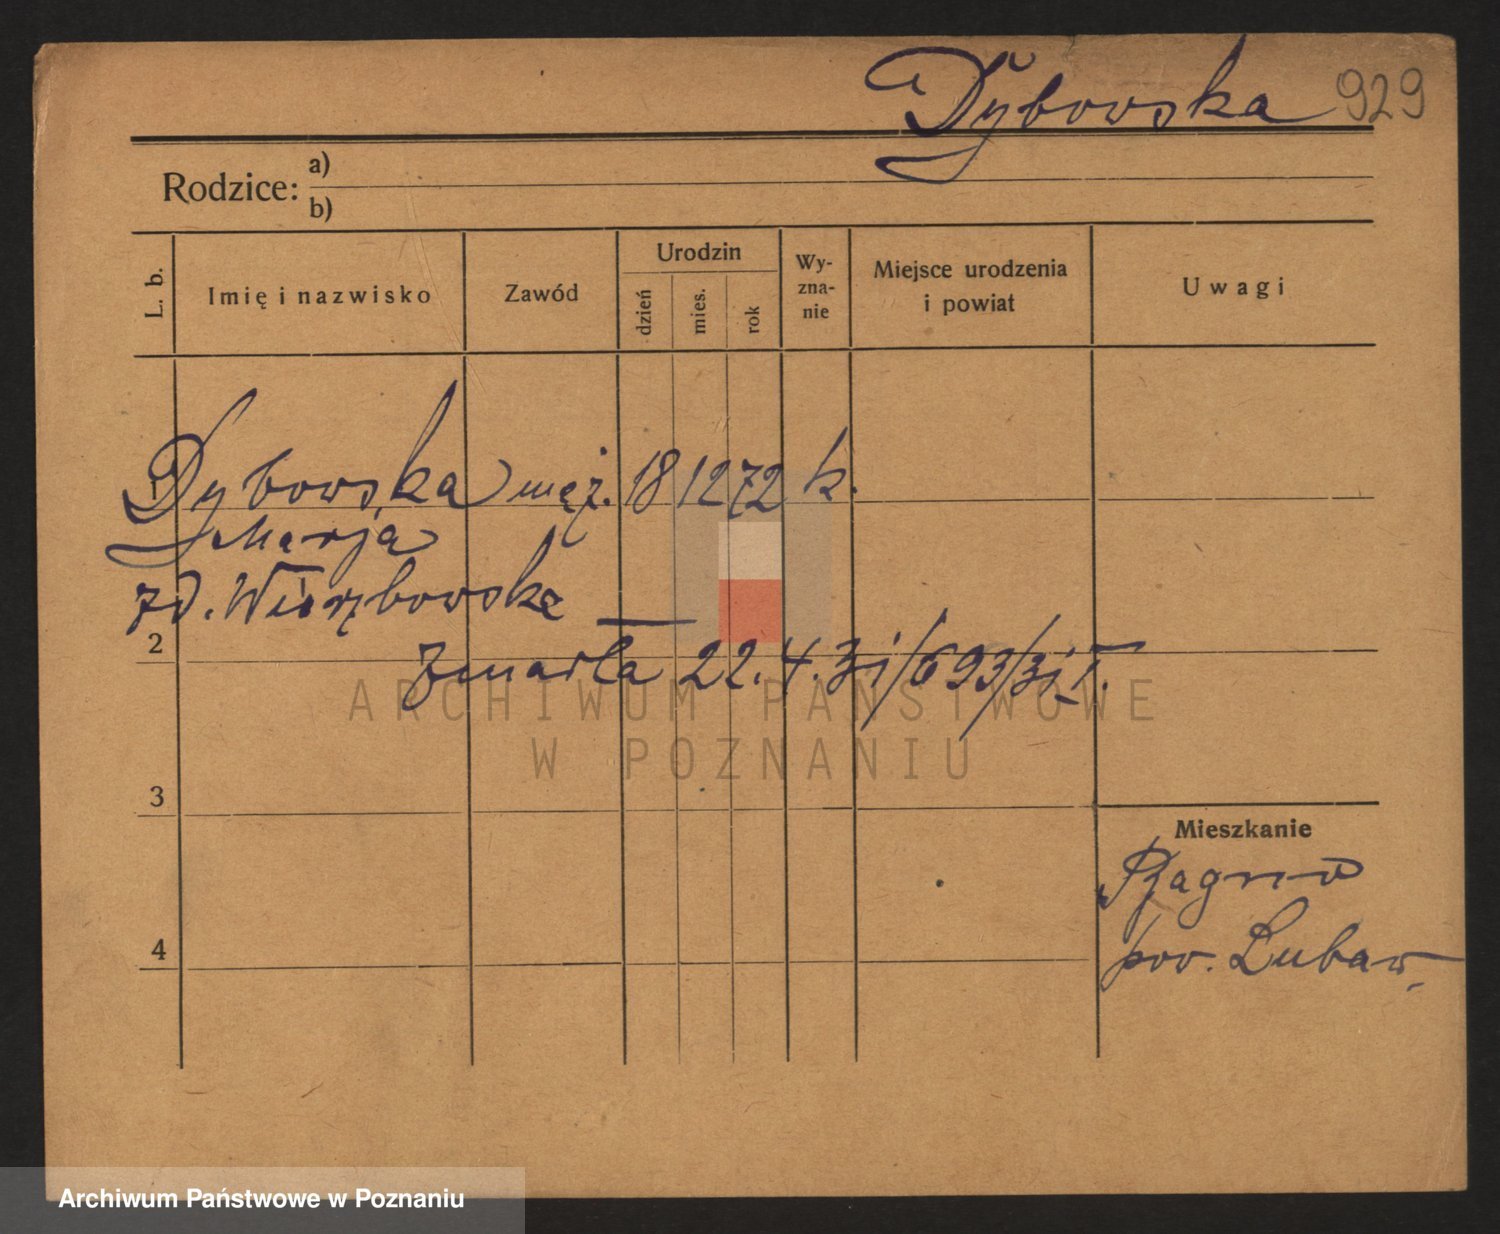 Dybowska 929
Rodzice: a)
b)
L. b. Imię i nazwisko Zawód Urodzin dzień mies. rok Wy-zna-nie Miejsce urodzenia i powiat Uwagi
Dybowska męż. 18 12 72 k.
Marja
zd.
2
zmarła 22.4.31/693/31 I.
ARCHIWUM PAŃSTWOWE
W POZNANIU
3
Mieszkanie
pow. Lubaw.
4
Archiwum Państwowe w Poznaniu